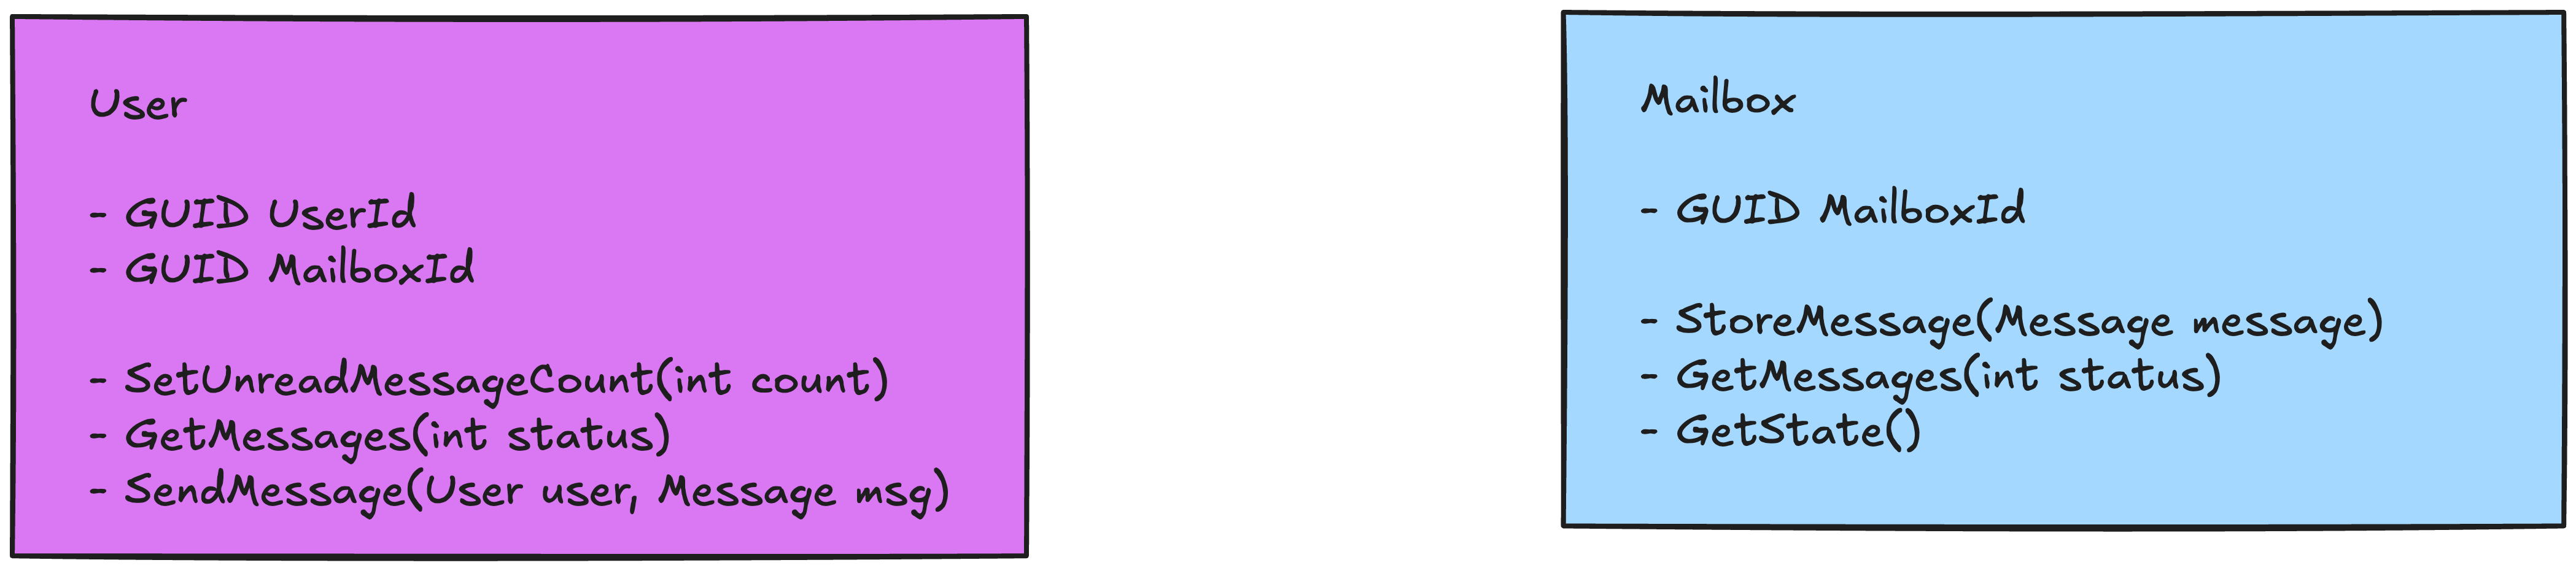 User
- GUID UserId
- GUID MailboxId
- SetUnreadMessageCount(int count)
- GetMessages(int status)
- SendMessage(User user, Message msg)
Mailbox
- GUID MailboxId
- StoreMessage(Message message)
- GetMessages(int status)
- GetState()